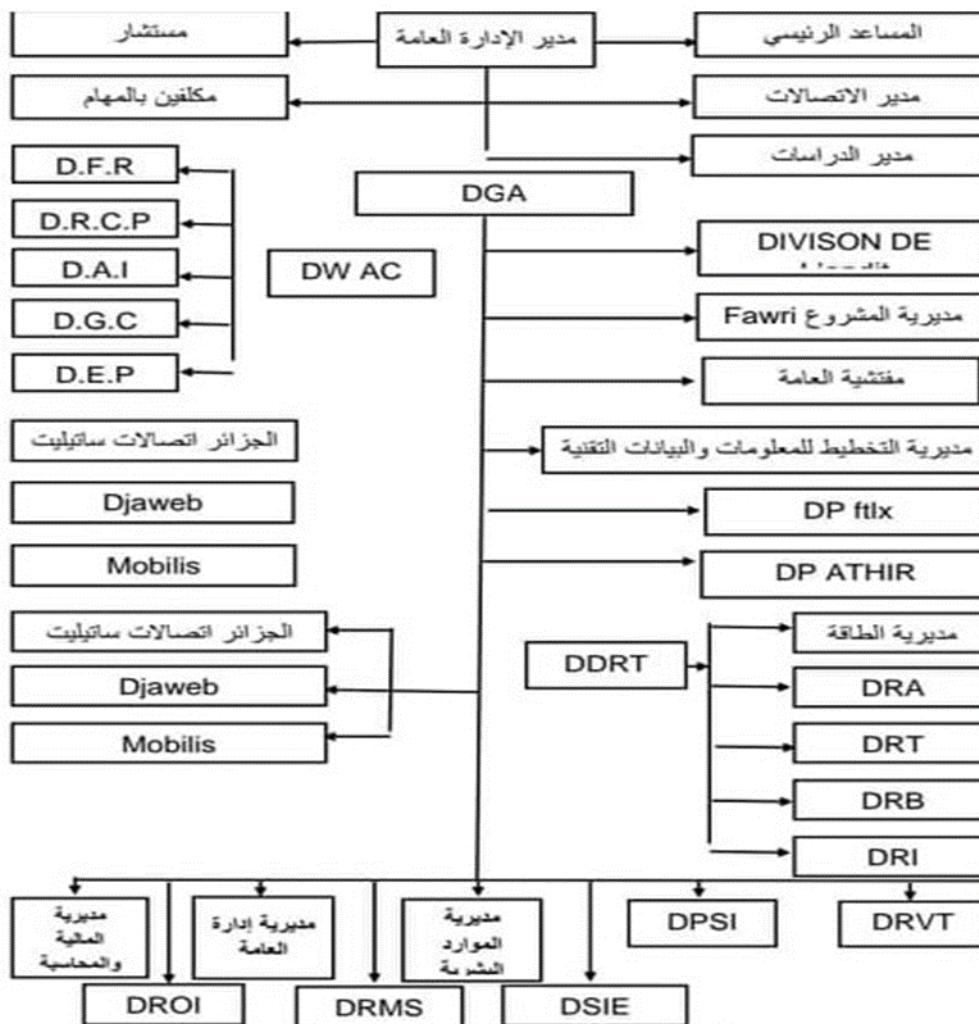 مستشار
مدير الإدارة العامة
المساعد الرئيسي
مكلفين بالمهام
مدير الاتصالات
مدير الدراسات
D.F.R
D.R.C.P
D.A.I
D.G.C
D.E.P
DGA
DW AC
DIVISON DE
مديرية المشروع Fawri
مفتشية العامة
مديرية التخطيط للمعلومات والبيانات التقنية
DP ftlx
DP ATHIR
الجزائر اتصالات ساتيليت
Djaweb
Mobilis
الجزائر اتصالات ساتيليت
Djaweb
Mobilis
DDRT
مديرية الطاقة
DRA
DRT
DRB
DRI
مديرية
المالية
والمحاسبة
مديرية إدارة
العامة
مديرية
الموارد
البشرية
DPSI
DRVT
DROI
DRMS
DSIE